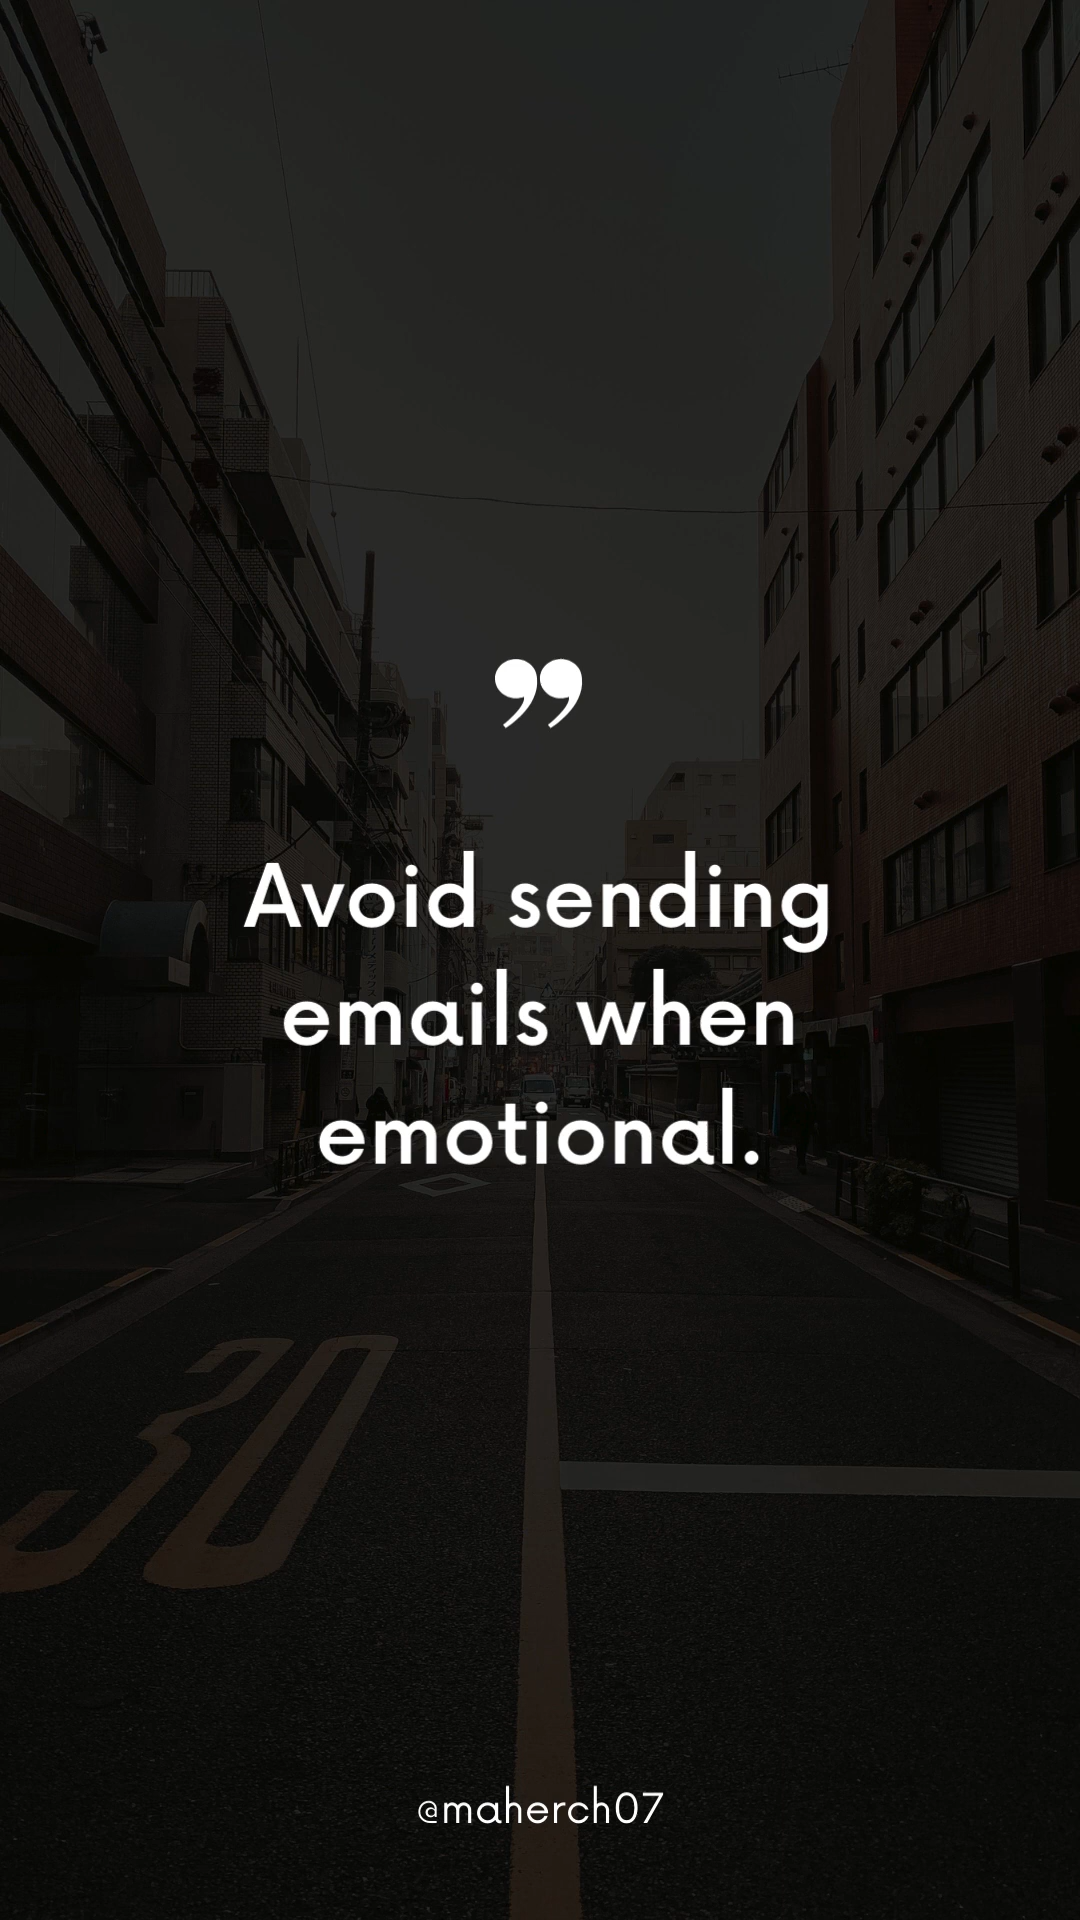 ”
Avoid sending
emails when
emotional.
30
@maherch07